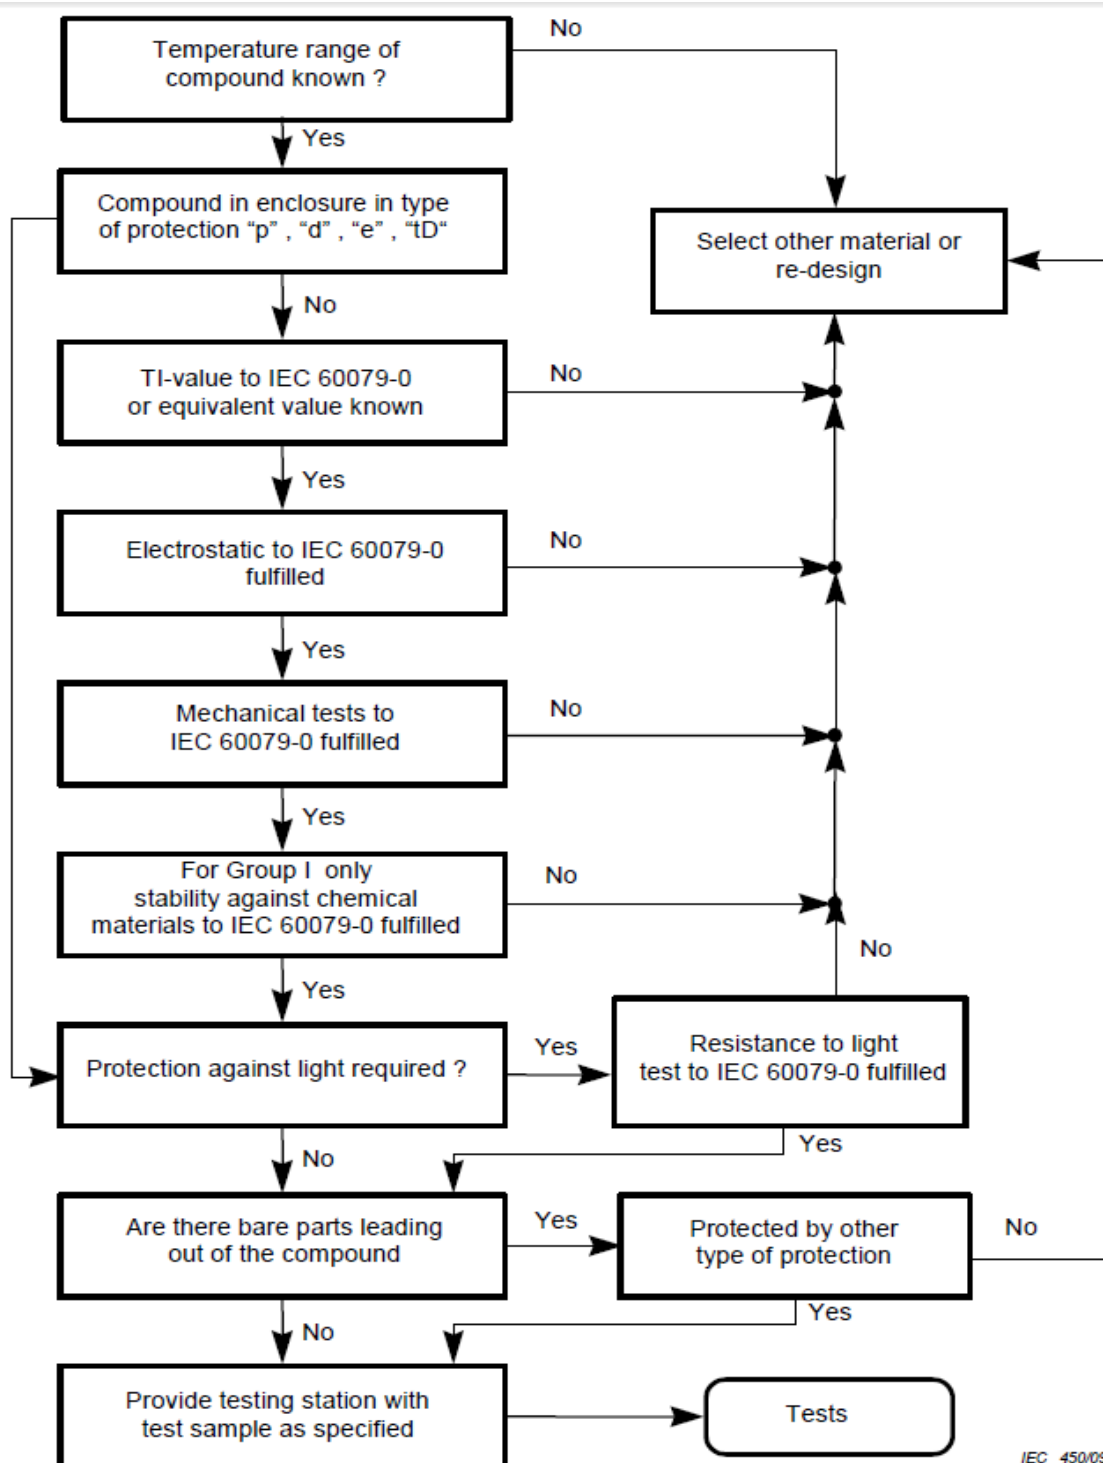 Temperature range of
compound known ?
No
Yes
Compound in enclosure in type
of protection “p” , “d” , “e” , “tD“
No
TI-value to IEC 60079-0
or equivalent value known
No
Select other material or
re-design
Yes
Electrostatic to IEC 60079-0
fulfilled
No
Yes
Mechanical tests to
IEC 60079-0 fulfilled
No
Yes
For Group I only
stability against chemical
materials to IEC 60079-0 fulfilled
No
Yes
Protection against light required ?
Yes
Resistance to light
test to IEC 60079-0 fulfilled
No
No
Yes
Are there bare parts leading
out of the compound
Yes
Protected by other
type of protection
No
No
Yes
Provide testing station with
test sample as specified
Tests
IEC 450/09